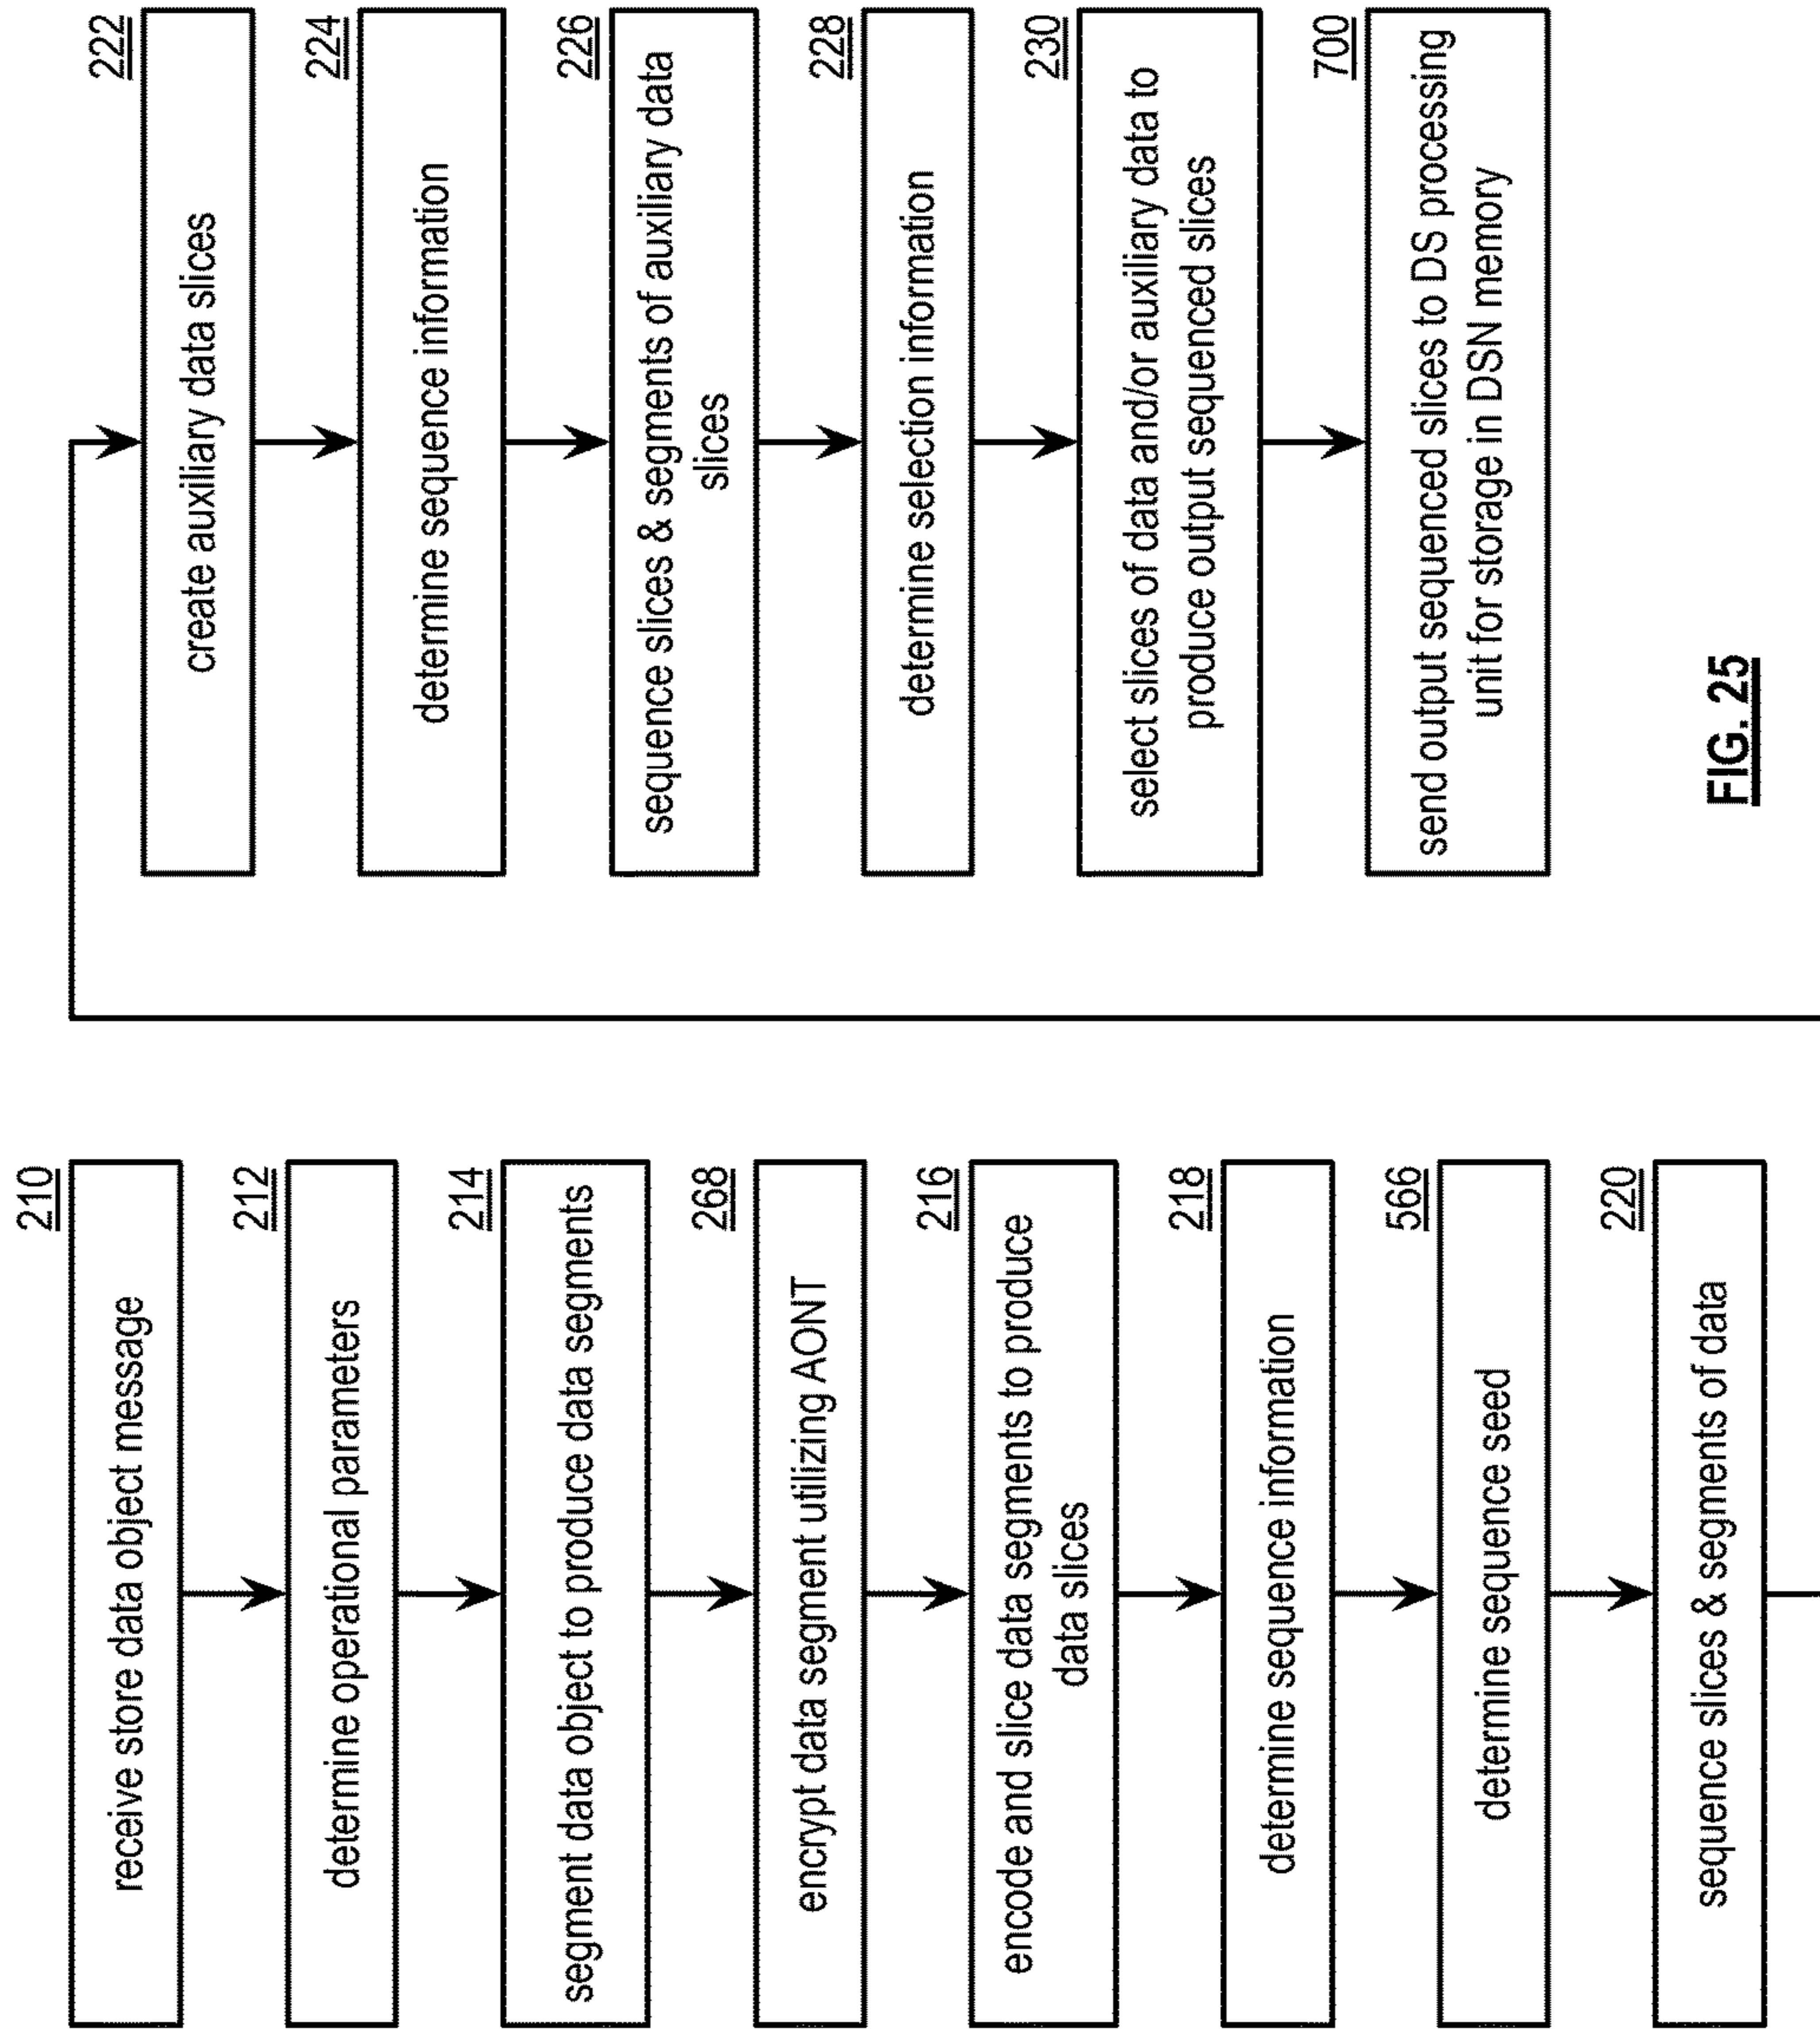 210
receive store data object message
212
determine operational parameters
214
segment data object to produce data segments
268
encrypt data segment utilizing AONT
216
encode and slice data segments to produce
data slices
218
determine sequence information
566
determine sequence seed
220
sequence slices & segments of data
222
create auxiliary data slices
224
determine sequence information
226
sequence slices & segments of auxiliary data
slices
228
determine selection information
230
select slices of data and/or auxiliary data to
produce output sequenced slices
700
send output sequenced slices to DS processing
unit for storage in DSN memory
FIG. 25